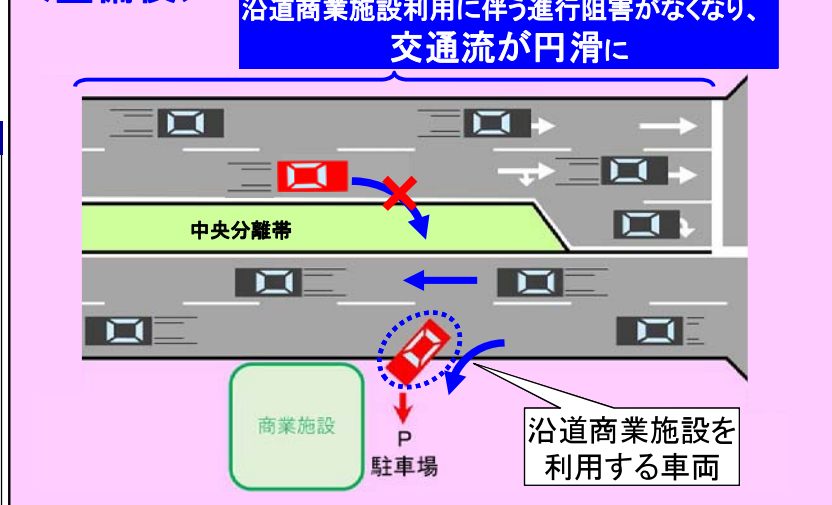 沿道商業施設利用に伴う進行阻害がなくなり、
交通流が円滑に
中央分離帯
商業施設
P
駐車場
沿道商業施設を
利用する車両